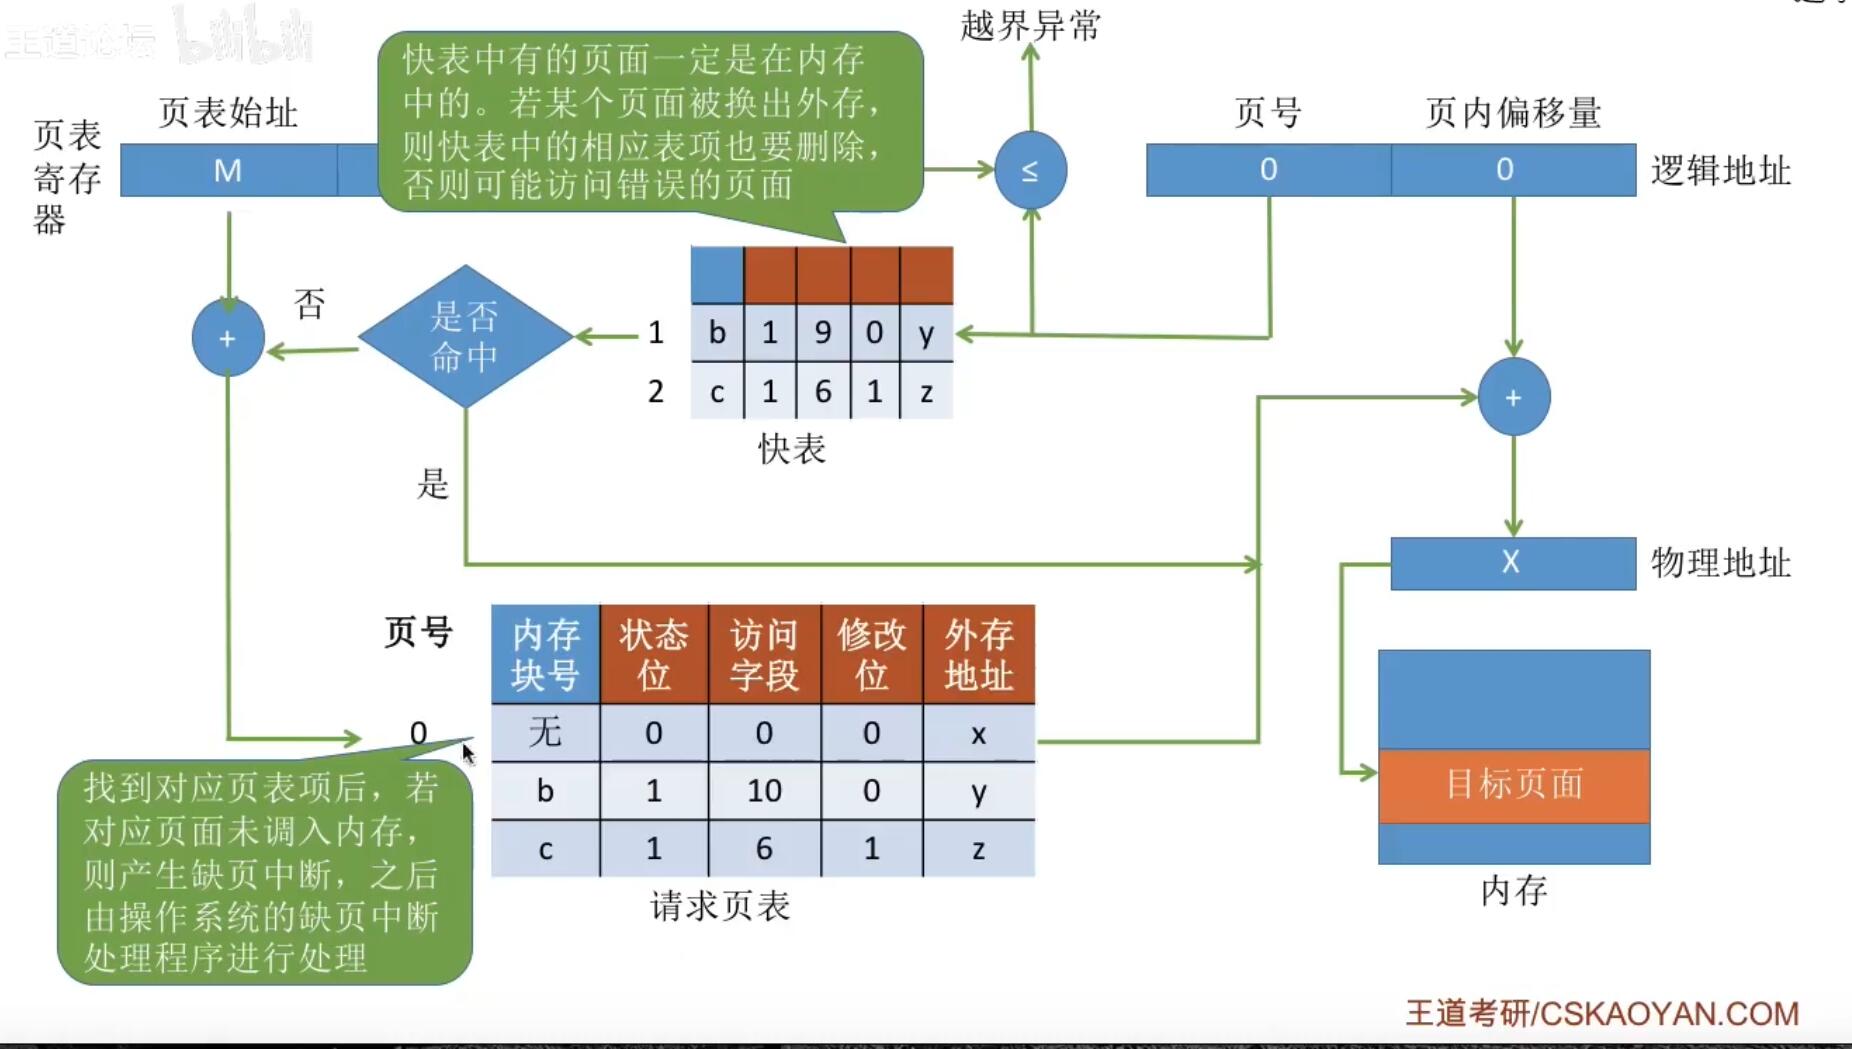 王道论坛 bilibili
越界异常
快表中有的页面一定是在内存
中的。若某个页面被换出外存，
则快表中的相应表项也要删除，
否则可能访问错误的页面
页表始址
页表
寄存
器
M
≤
页号 页内偏移量
0 0 逻辑地址
+
否
是否
命中
1 b 1 9 0 y
2 c 1 6 1 z
快表
+
是
X 物理地址
页号
内存
块号
状态
位
访问
字段
修改
位
外存
地址
0 无 0 0 0 x
b 1 10 0 y
c 1 6 1 z
请求页表
找到对应页表项后，若
对应页面未调入内存，
则产生缺页中断，之后
由操作系统的缺页中断
处理程序进行处理
目标页面
内存
王道考研/CSKAOYAN.COM